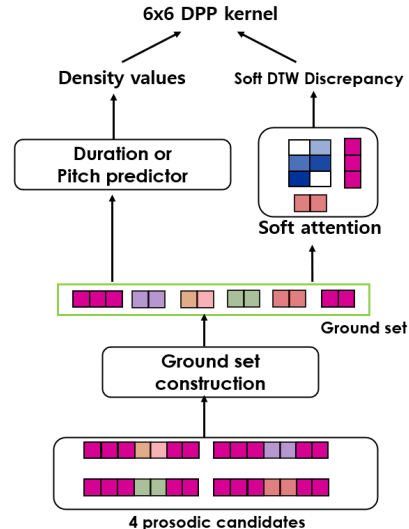 6x6 DPP kernel
Density values
Soft DTW Discrepancy
Duration or
Pitch predictor
Soft attention
Ground set
Ground set
construction
4 prosodic candidates